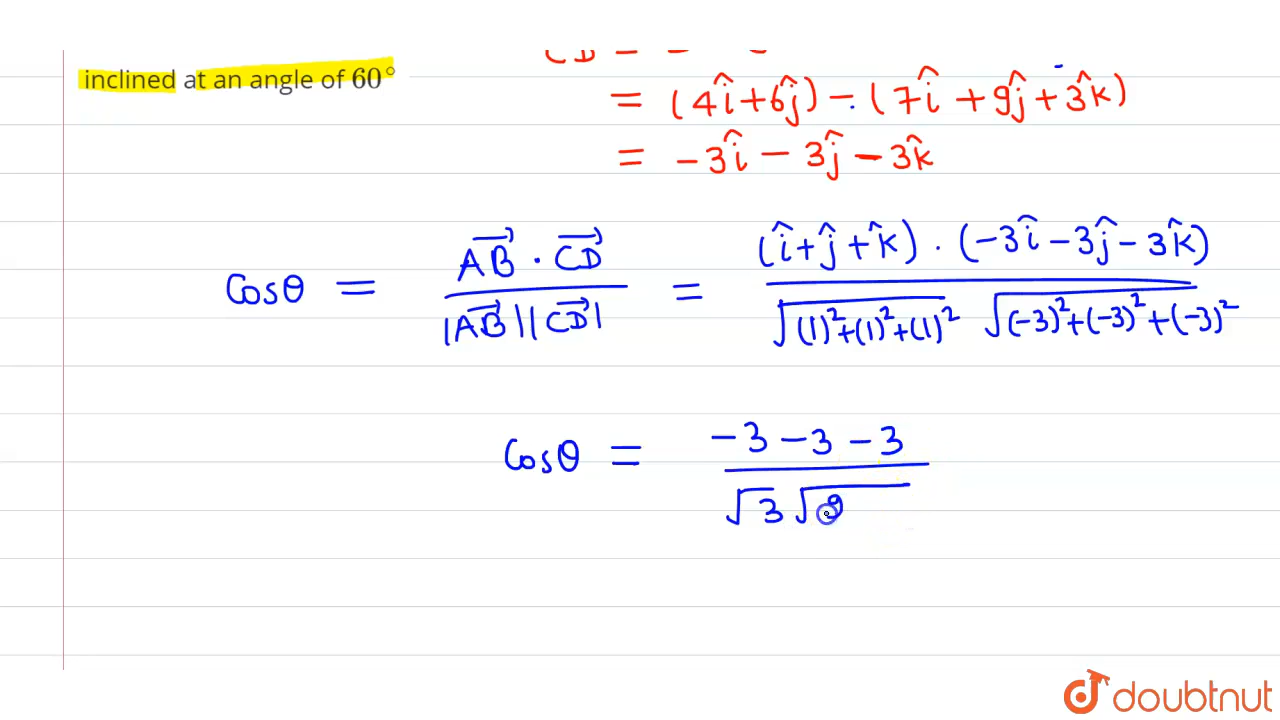 inclined at an angle of 60°
= (4î+6ĵ) - (7î + 9ĵ + 3k̂)
= -3î - 3ĵ - 3k̂
Cosθ = AB⃗ · CD⃗ / |AB⃗||CD⃗| = (î+ĵ+k̂) · (-3î - 3ĵ - 3k̂) / √(1)²+(1)²+(1)² √(-3)²+(-3)²+(-3)²
Cosθ = -3 -3 -3 / √3 √9
doubtnut